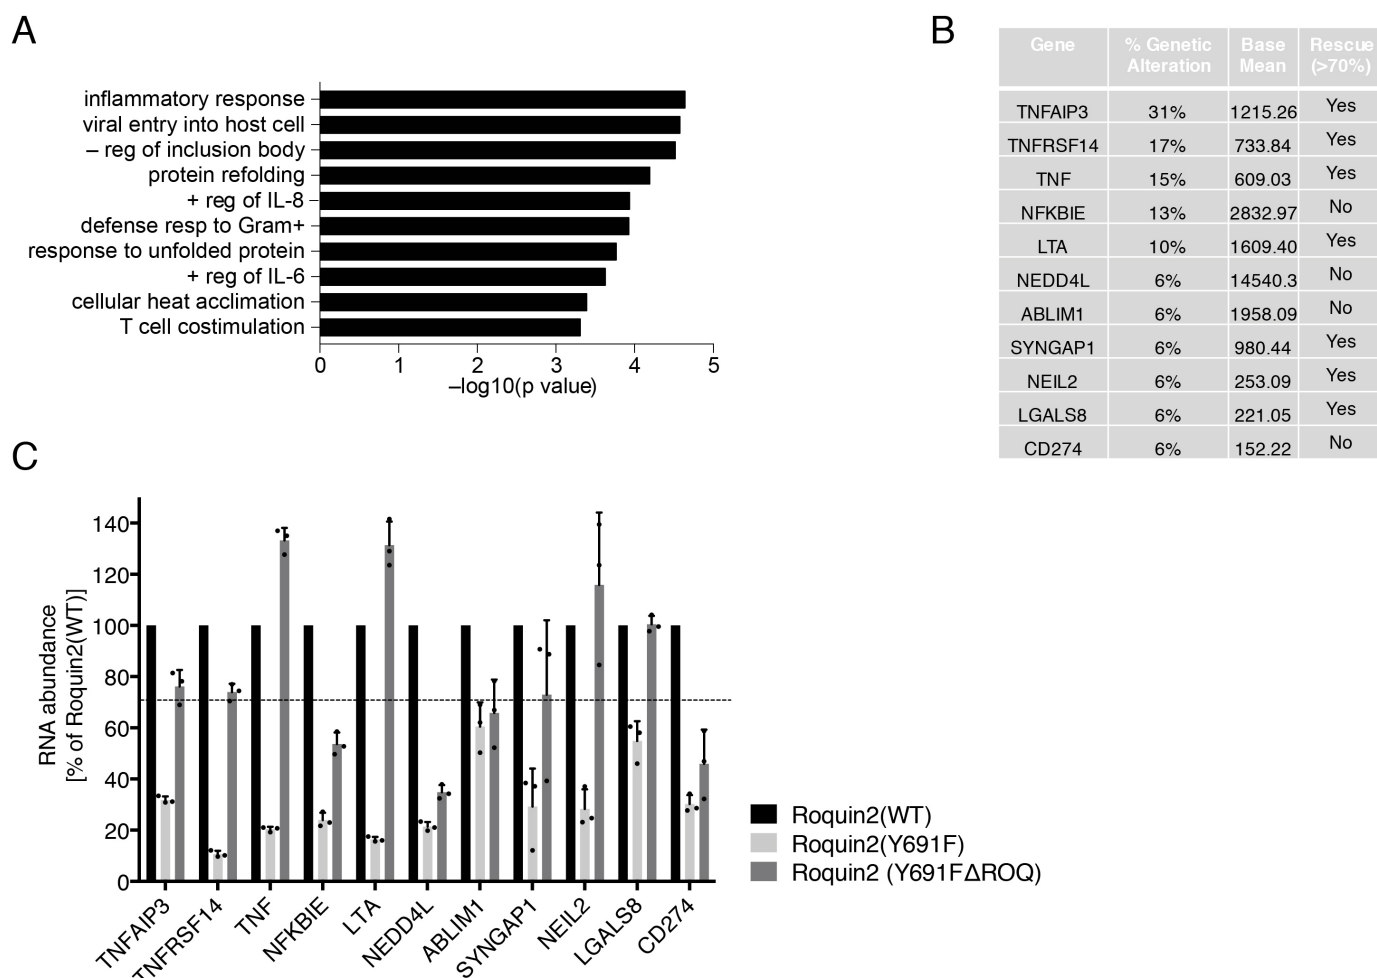 A
inflammatory response
viral entry into host cell
– reg of inclusion body
protein refolding
+ reg of IL-8
defense resp to Gram+
response to unfolded protein
+ reg of IL-6
cellular heat acclimation
T cell costimulation
0 1 2 3 4 5
–log10(p value)
B
Gene % Genetic Alteration Base Mean Rescue (>70%)
TNFAIP3 31% 1215.26 Yes
TNFRSF14 17% 733.84 Yes
TNF 15% 609.03 Yes
NFKBIE 13% 2832.97 No
LTA 10% 1609.40 Yes
NEDD4L 6% 14540.3 No
ABLIM1 6% 1958.09 No
SYNGAP1 6% 980.44 Yes
NEIL2 6% 253.09 Yes
LGALS8 6% 221.05 Yes
CD274 6% 152.22 No
C
RNA abundance
[% of Roquin2(WT)]
140
120
100
80
60
40
20
0
TNFAIP3
TNFRSF14
TNF
NFKBIE
LTA
NEDD4L
ABLIM1
SYNGAP1
NEIL2
LGALS8
CD274
Roquin2(WT)
Roquin2(Y691F)
Roquin2 (Y691FΔROQ)